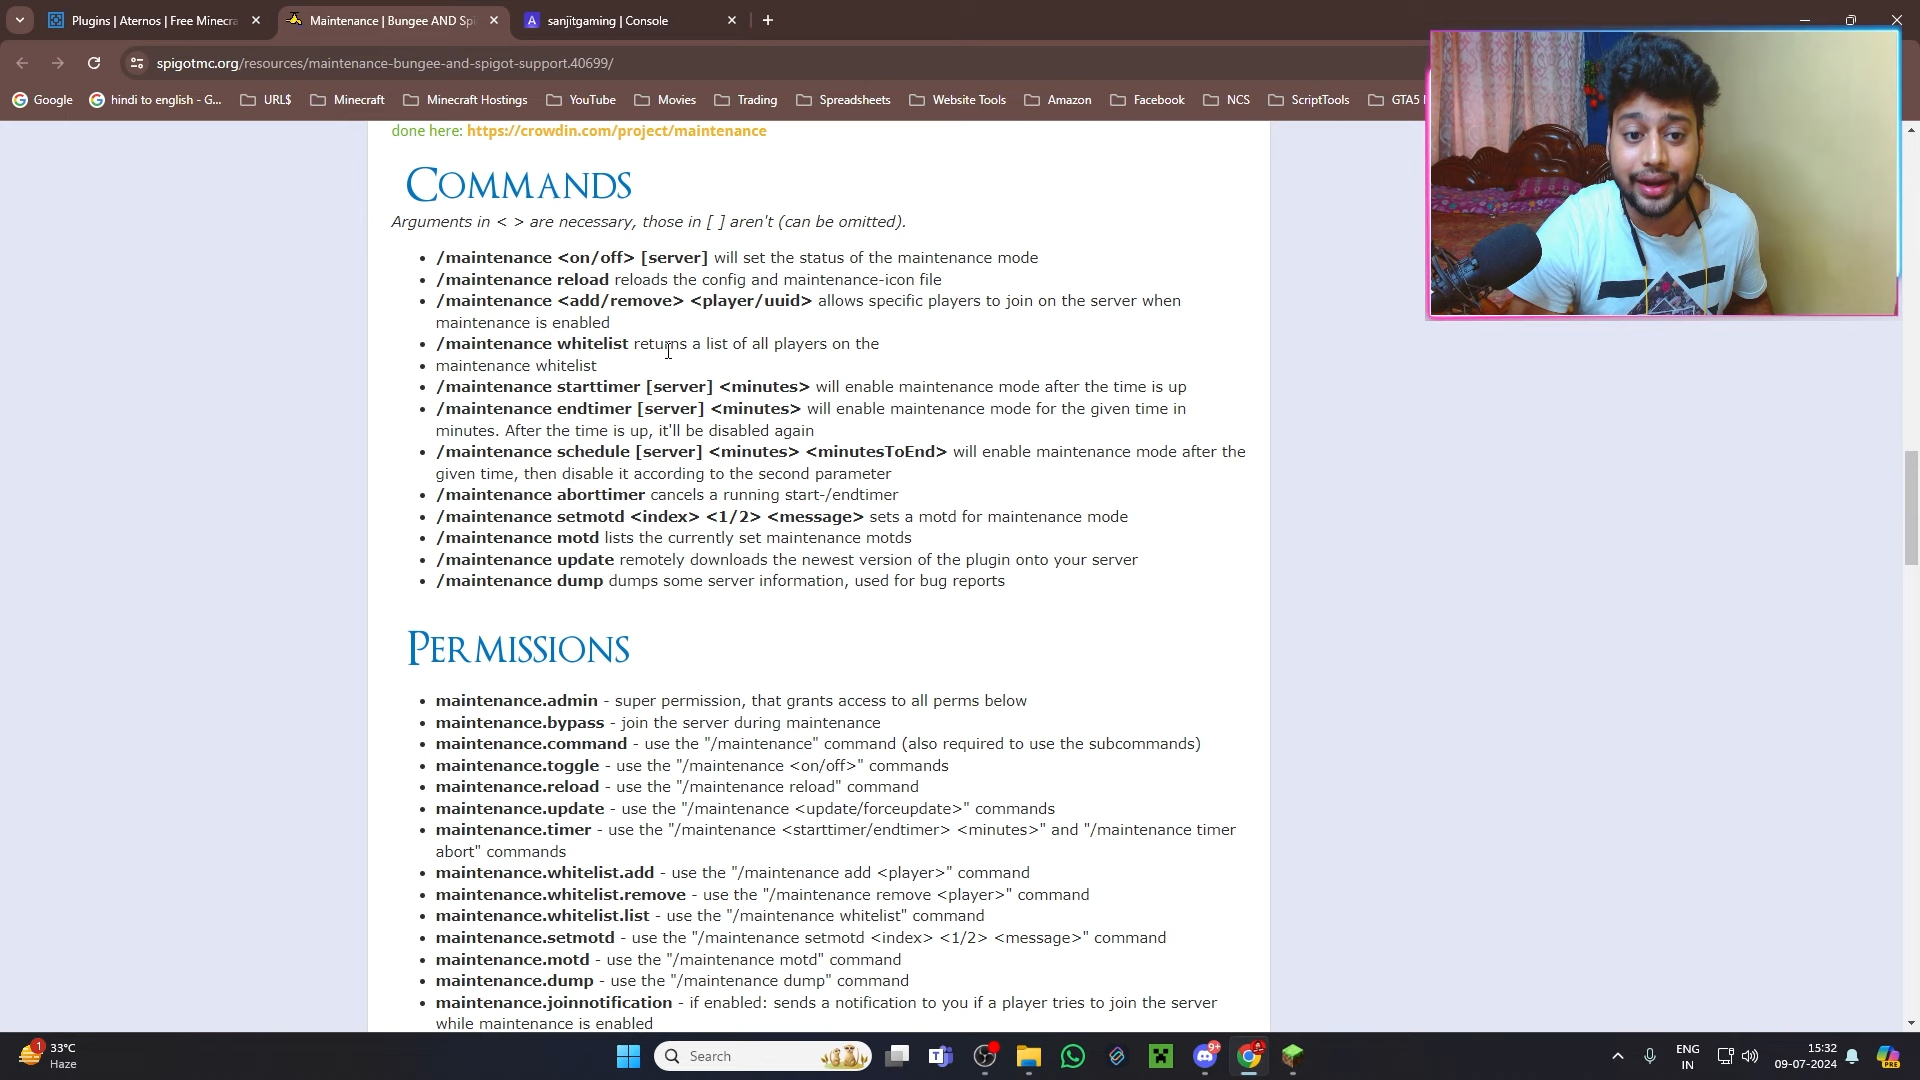 Plugins | Aternos | Free Minecra
Maintenance | Bungee AND Spi
sanjitgaming | Console
spigotmc.org/resources/maintenance-bungee-and-spigot-support.40699/
Google
hindi to english - G...
URL$
Minecraft
Minecraft Hostings
YouTube
Movies
Trading
Spreadsheets
Website Tools
Amazon
Facebook
NCS
ScriptTools
GTA5
done here: https://crowdin.com/project/maintenance
COMMANDS
Arguments in < > are necessary, those in [ ] aren't (can be omitted).
• /maintenance <on/off> [server] will set the status of the maintenance mode
• /maintenance reload reloads the config and maintenance-icon file
• /maintenance <add/remove> <player/uuid> allows specific players to join on the server when
maintenance is enabled
• /maintenance whitelist returns a list of all players on the
• maintenance whitelist
• /maintenance starttimer [server] <minutes> will enable maintenance mode after the time is up
• /maintenance endtimer [server] <minutes> will enable maintenance mode for the given time in
minutes. After the time is up, it'll be disabled again
• /maintenance schedule [server] <minutes> <minutesToEnd> will enable maintenance mode after the
given time, then disable it according to the second parameter
• /maintenance aborttimer cancels a running start-/endtimer
• /maintenance setmotd <index> <1/2> <message> sets a motd for maintenance mode
• /maintenance motd lists the currently set maintenance motds
• /maintenance update remotely downloads the newest version of the plugin onto your server
• /maintenance dump dumps some server information, used for bug reports
PERMISSIONS
• maintenance.admin - super permission, that grants access to all perms below
• maintenance.bypass - join the server during maintenance
• maintenance.command - use the "/maintenance" command (also required to use the subcommands)
• maintenance.toggle - use the "/maintenance <on/off>" commands
• maintenance.reload - use the "/maintenance reload" command
• maintenance.update - use the "/maintenance <update/forceupdate>" commands
• maintenance.timer - use the "/maintenance <starttimer/endtimer> <minutes>" and "/maintenance timer
abort" commands
• maintenance.whitelist.add - use the "/maintenance add <player>" command
• maintenance.whitelist.remove - use the "/maintenance remove <player>" command
• maintenance.whitelist.list - use the "/maintenance whitelist" command
• maintenance.setmotd - use the "/maintenance setmotd <index> <1/2> <message>" command
• maintenance.motd - use the "/maintenance motd" command
• maintenance.dump - use the "/maintenance dump" command
• maintenance.joinnotification - if enabled: sends a notification to you if a player tries to join the server
while maintenance is enabled
1
33°C
Haze
Search
9+
ENG
IN
15:32
09-07-2024
PRE